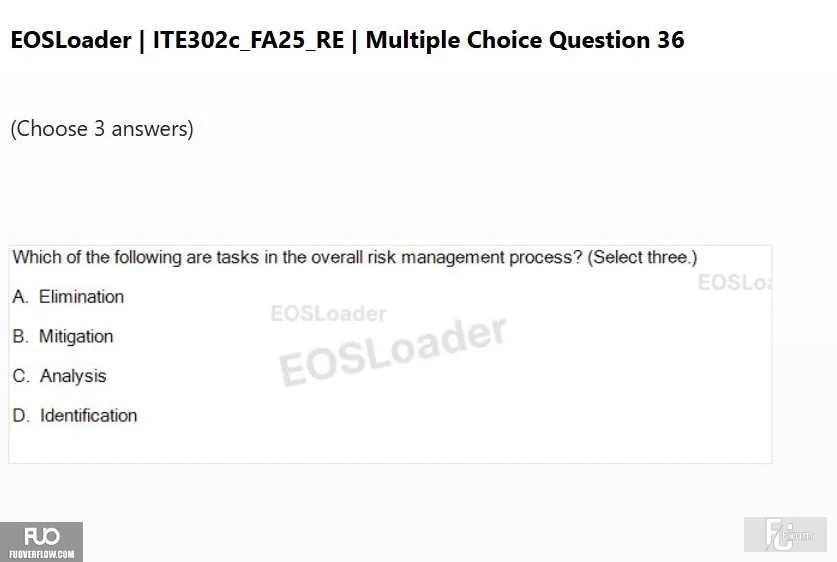 EOSLoader | ITE302c_FA25_RE | Multiple Choice Question 36
(Choose 3 answers)
Which of the following are tasks in the overall risk management process? (Select three.)
EOSLoa
A. Elimination
EOSLoader
B. Mitigation
EOSLoader
C. Analysis
D. Identification
FUO
FUOVERFLOW.COM